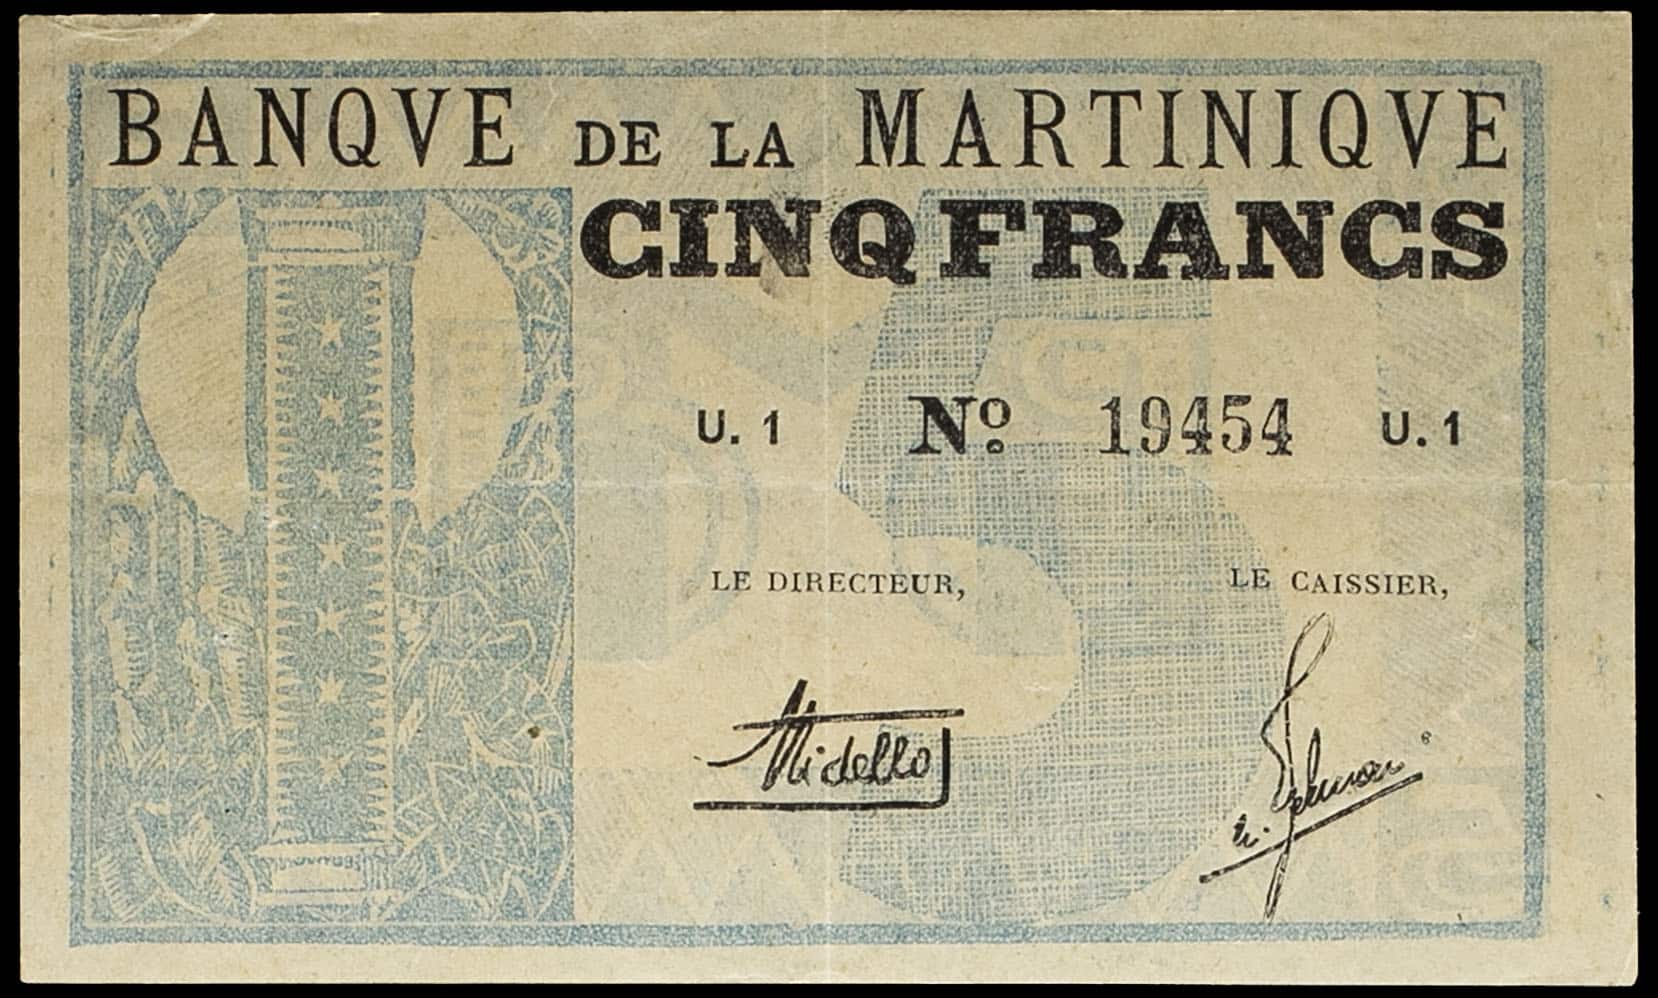 BANQVE DE LA MARTINIQVE
CINQ FRANCS
U. 1 Nº 19454 U. 1
LE DIRECTEUR, LE CAISSIER,